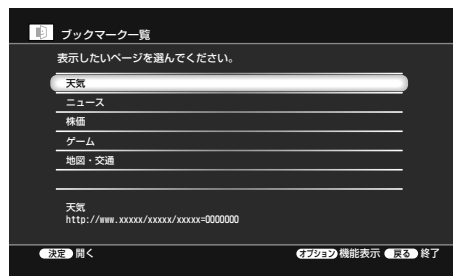 ブックマーク一覧
表示したいページを選んでください。
天気
ニュース
株価
ゲーム
地図・交通
天気
http://www.xxxxx/xxxxx/xxxxx=0000000
決定 開く オプション 機能表示 戻る 終了